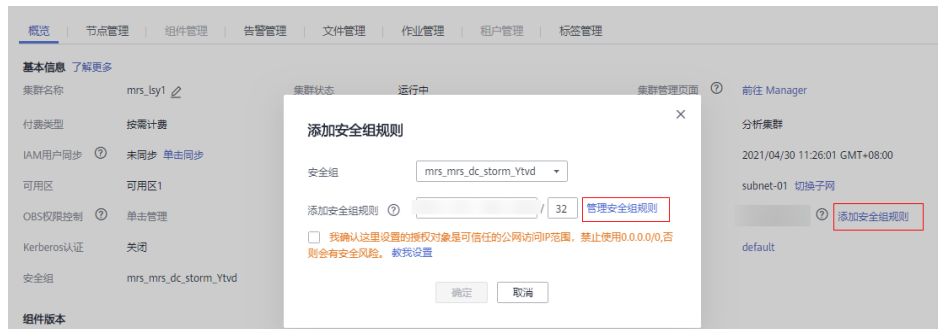 概览 节点管理 组件管理 告警管理 文件管理 作业管理 租户管理 标签管理
基本信息 了解更多
集群名称 mrs_lsy1 集群状态 运行中 集群管理页面 前往 Manager
付费类型 按需计费 分析集群
IAM用户同步 未同步 单击同步 2021/04/30 11:26:01 GMT+08:00
可用区 可用区1 subnet-01 切换子网
OBS权限控制 单击管理 添加安全组规则
Kerberos认证 关闭 default
安全组 mrs_mrs_dc_storm_Ytvd
组件版本
添加安全组规则
安全组 mrs_mrs_dc_storm_Ytvd
添加安全组规则 / 32 管理安全组规则
我确认这里设置的授权对象是可信任的公网访问IP范围，禁止使用0.0.0.0/0,否
则会有安全风险。 教我设置
确定 取消